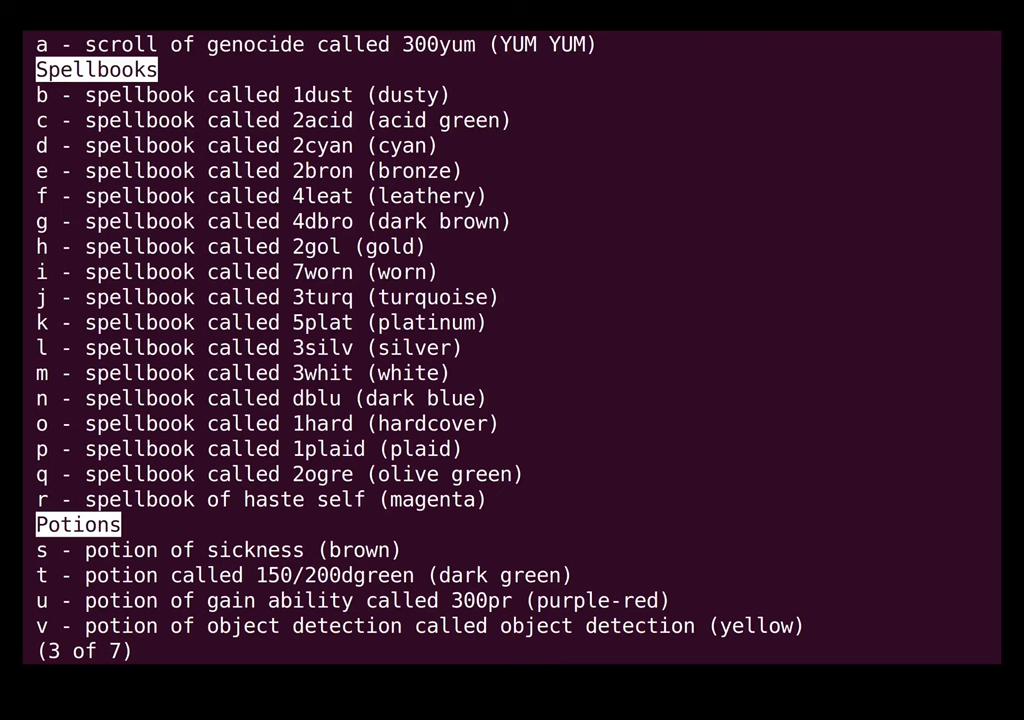 a - scroll of genocide called 300yum (YUM YUM)
Spellbooks
b - spellbook called 1dust (dusty)
c - spellbook called 2acid (acid green)
d - spellbook called 2cyan (cyan)
e - spellbook called 2bron (bronze)
f - spellbook called 4leat (leathery)
g - spellbook called 4dbro (dark brown)
h - spellbook called 2gol (gold)
i - spellbook called 7worn (worn)
j - spellbook called 3turq (turquoise)
k - spellbook called 5plat (platinum)
l - spellbook called 3silv (silver)
m - spellbook called 3whit (white)
n - spellbook called dblu (dark blue)
o - spellbook called 1hard (hardcover)
p - spellbook called 1plaid (plaid)
q - spellbook called 2ogre (olive green)
r - spellbook of haste self (magenta)
Potions
s - potion of sickness (brown)
t - potion called 150/200dgreen (dark green)
u - potion of gain ability called 300pr (purple-red)
v - potion of object detection called object detection (yellow)
(3 of 7)